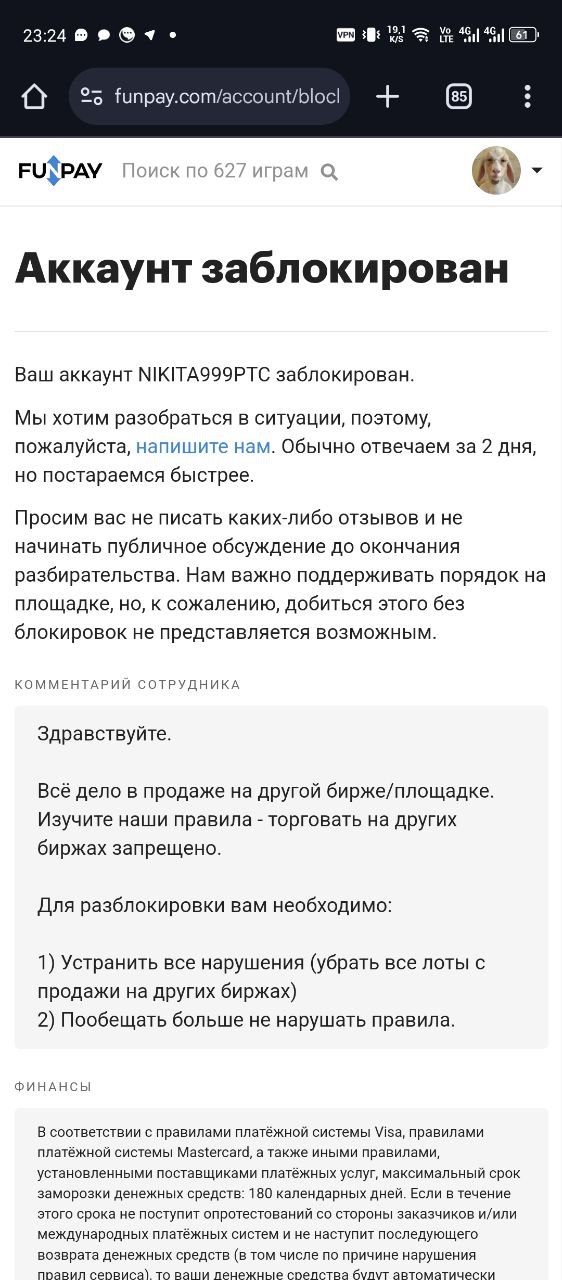 23:24
VPN 19,1 K/S Vo LTE 4G 4G 61
funpay.com/account/blocl
85
FUNPAY Поиск по 627 играм
Аккаунт заблокирован
Ваш аккаунт NIKITA999PTC заблокирован.
Мы хотим разобраться в ситуации, поэтому,
пожалуйста, напишите нам. Обычно отвечаем за 2 дня,
но постараемся быстрее.
Просим вас не писать каких-либо отзывов и не
начинать публичное обсуждение до окончания
разбирательства. Нам важно поддерживать порядок на
площадке, но, к сожалению, добиться этого без
блокировок не представляется возможным.
КОММЕНТАРИЙ СОТРУДНИКА
Здравствуйте.
Всё дело в продаже на другой бирже/площадке.
Изучите наши правила - торговать на других
биржах запрещено.
Для разблокировки вам необходимо:
1) Устранить все нарушения (убрать все лоты с
продажи на других биржах)
2) Пообещать больше не нарушать правила.
ФИНАНСЫ
В соответствии с правилами платёжной системы Visa, правилами
платёжной системы Mastercard, а также иными правилами,
установленными поставщиками платёжных услуг, максимальный срок
заморозки денежных средств: 180 календарных дней. Если в течение
этого срока не поступит опротестований со стороны заказчиков и/или
международных платёжных систем и не наступит последующего
возврата денежных средств (в том числе по причине нарушения
правил сервиса), то ваши денежные средства будут автоматически